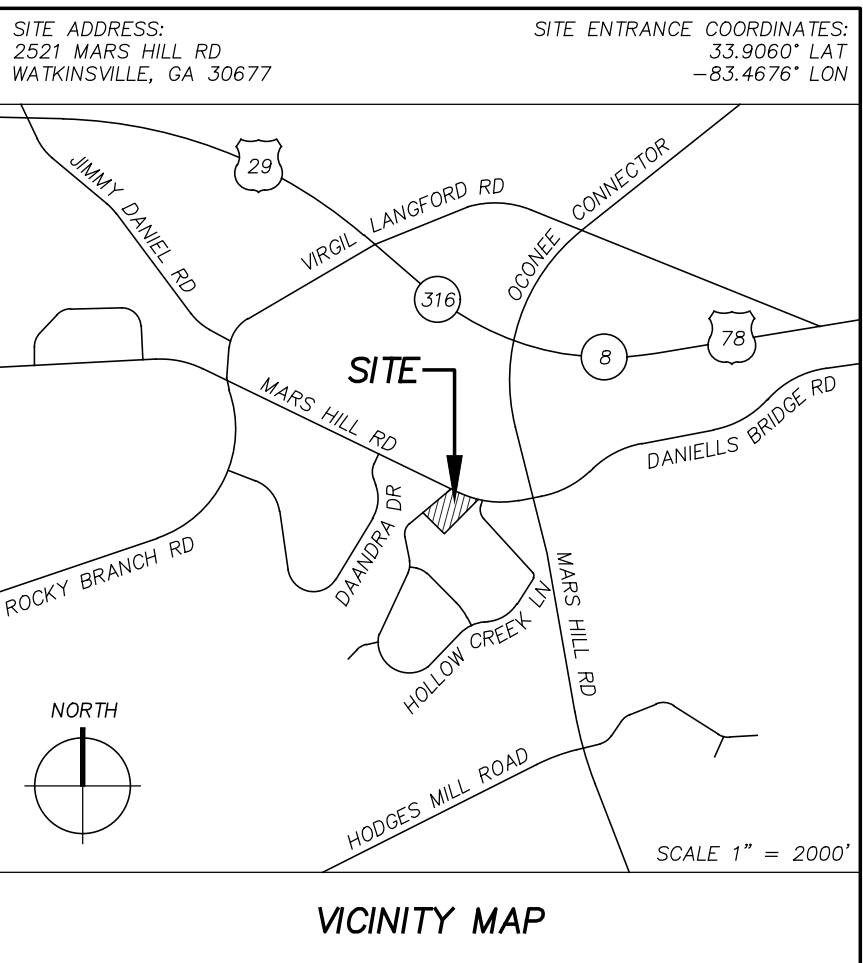 SITE ADDRESS:
2521 MARS HILL RD
WATKINSVILLE, GA 30677
SITE ENTRANCE COORDINATES:
33.9060° LAT
-83.4676° LON
29
JIMMY DANIEL RD
VIRGIL LANGFORD RD
OCONEE CONNECTOR
316
8
78
SITE
MARS HILL RD
DANIELLS BRIDGE RD
DAANDRA DR
ROCKY BRANCH RD
HOLLOW CREEK LN
MARS HILL RD
NORTH
HODGES MILL ROAD
SCALE 1" = 2000'
VICINITY MAP